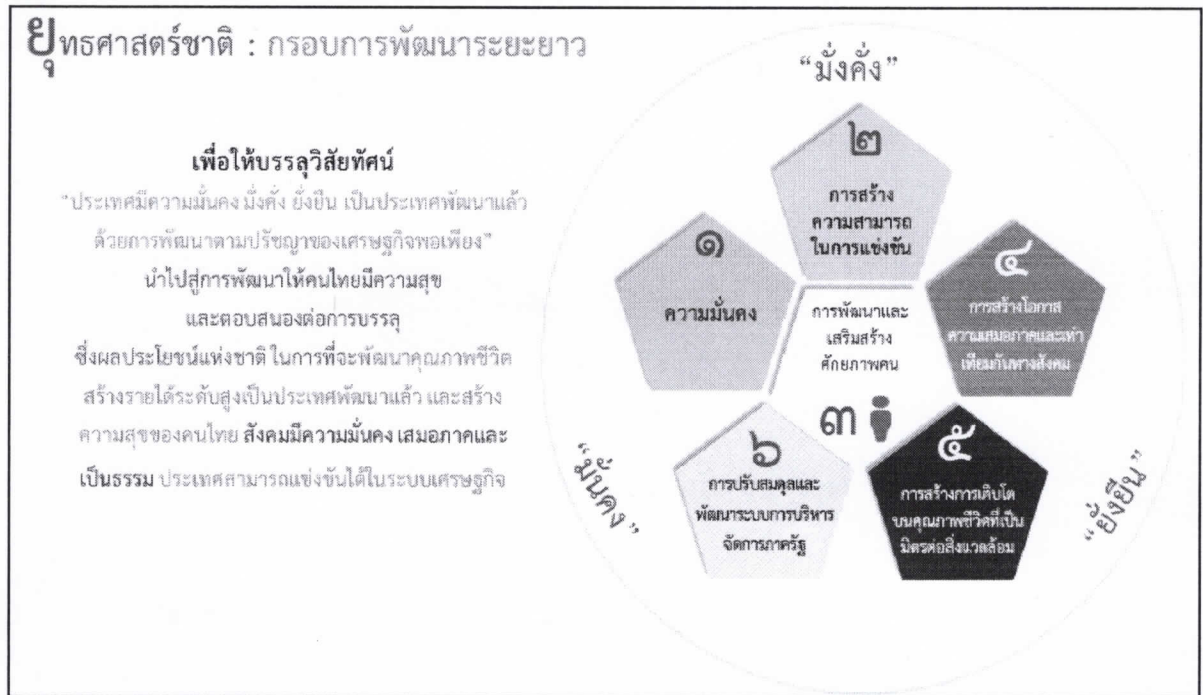 ยุทธศาสตร์ชาติ : กรอบการพัฒนาระยะยาว
เพื่อให้บรรลุวิสัยทัศน์
"ประเทศมีความมั่นคง มั่งคั่ง ยั่งยืน เป็นประเทศพัฒนาแล้ว
ด้วยการพัฒนาตามปรัชญาของเศรษฐกิจพอเพียง"
นำไปสู่การพัฒนาให้คนไทยมีความสุข
และตอบสนองต่อการบรรลุ
ซึ่งผลประโยชน์แห่งชาติ ในการที่จะพัฒนาคุณภาพชีวิต
สร้างรายได้ระดับสูงเป็นประเทศพัฒนาแล้ว และสร้าง
ความสุขของคนไทย สังคมมีความมั่นคง เสมอภาคและ
เป็นธรรม ประเทศสามารถแข่งขันได้ในระบบเศรษฐกิจ
“มั่งคั่ง”
๑
ความมั่นคง
๒
การสร้าง
ความสามารถ
ในการแข่งขัน
การพัฒนาและ
เสริมสร้าง
ศักยภาพคน
๓
๔
การสร้างโอกาส
ความเสมอภาคและเท่า
เทียมกันทางสังคม
๕
การสร้างการเติบโต
บนคุณภาพชีวิตที่เป็น
มิตรต่อสิ่งแวดล้อม
๖
การปรับสมดุลและ
พัฒนาระบบการบริหาร
จัดการภาครัฐ
“มั่นคง”
“ยั่งยืน”